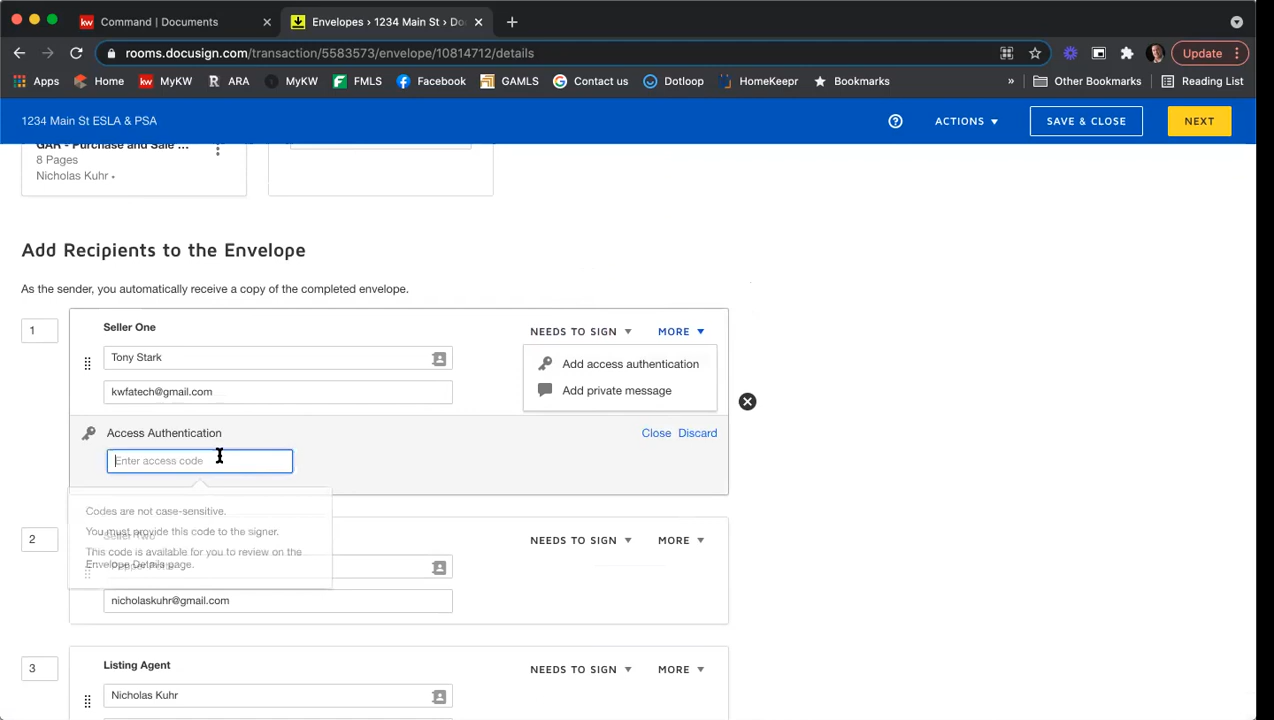 Command | Documents
Envelopes › 1234 Main St › Do
rooms.docusign.com/transaction/5583573/envelope/10814712/details
Update
Apps
Home
kw MyKW
R ARA
MyKW
FMLS
Facebook
GAMLS
Contact us
Dotloop
HomeKeepr
Bookmarks
»
Other Bookmarks
Reading List
1234 Main St ESLA & PSA
ACTIONS
SAVE & CLOSE
NEXT
GAR - Purchase and Sale ...
8 Pages
Nicholas Kuhr •
Add Recipients to the Envelope
As the sender, you automatically receive a copy of the completed envelope.
1
Seller One
NEEDS TO SIGN
MORE
Tony Stark
Add access authentication
kwfatech@gmail.com
Add private message
Access Authentication
Close
Discard
Enter access code
Codes are not case-sensitive.
You must provide this code to the signer.
This code is available for you to review on the
Envelope Details page.
2
Seller Two
NEEDS TO SIGN
MORE
nicholaskuhr@gmail.com
3
Listing Agent
NEEDS TO SIGN
MORE
Nicholas Kuhr